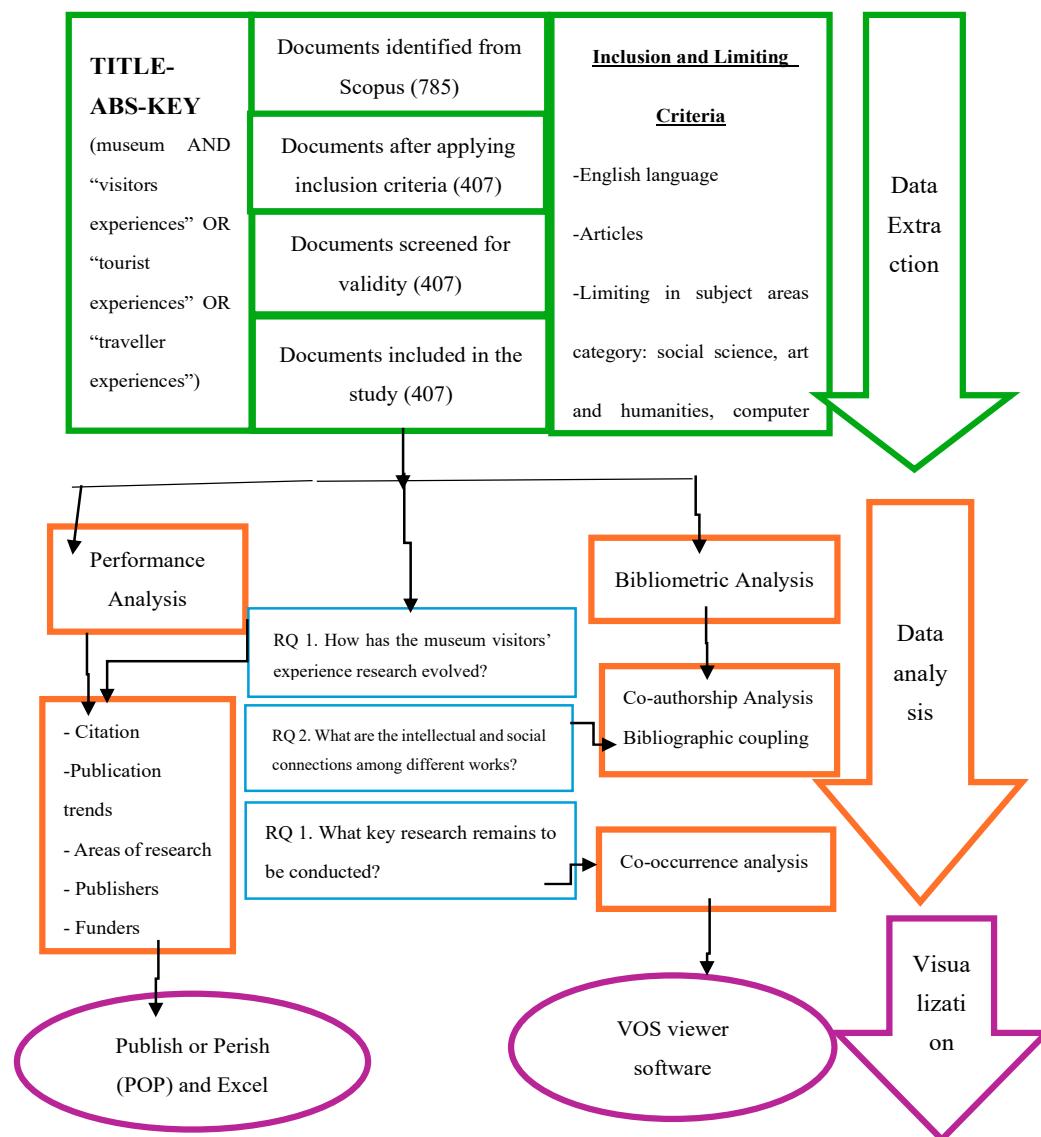 TITLE-
ABS-KEY
(museum AND
“visitors
experiences” OR
“tourist
experiences” OR
“traveller
experiences”)
Documents identified from
Scopus (785)
Documents after applying
inclusion criteria (407)
Documents screened for
validity (407)
Documents included in the
study (407)
Inclusion and Limiting
Criteria
-English language
-Articles
-Limiting in subject areas
category: social science, art
and humanities, computer
Data
Extra
ction
Performance
Analysis
Bibliometric Analysis
RQ 1. How has the museum visitors’
experience research evolved?
RQ 2. What are the intellectual and social
connections among different works?
RQ 1. What key research remains to
be conducted?
- Citation
-Publication
trends
- Areas of research
- Publishers
- Funders
Co-authorship Analysis
Bibliographic coupling
Co-occurrence analysis
Data
analy
sis
Publish or Perish
(POP) and Excel
VOS viewer
software
Visua
lizati
on